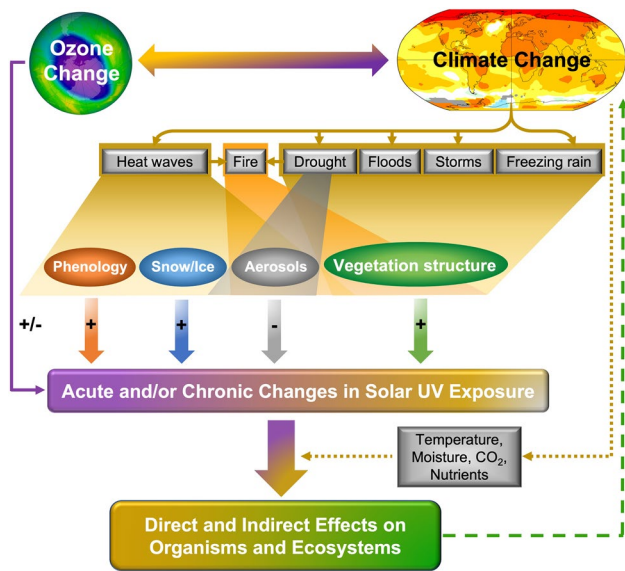 Ozone
Change
Climate Change
Heat waves
Fire
Drought
Floods
Storms
Freezing rain
Phenology
Snow/Ice
Aerosols
Vegetation structure
+/-
+
+
-
+
Acute and/or Chronic Changes in Solar UV Exposure
Temperature,
Moisture, CO₂,
Nutrients
Direct and Indirect Effects on
Organisms and Ecosystems